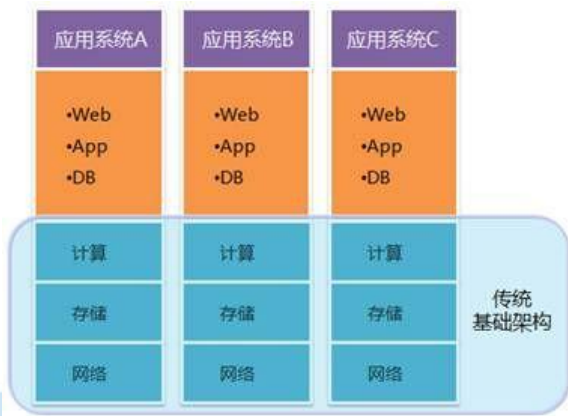 应用系统A
应用系统B
应用系统C
•Web
•App
•DB
•Web
•App
•DB
•Web
•App
•DB
计算
计算
计算
存储
存储
存储
网络
网络
网络
传统
基础架构